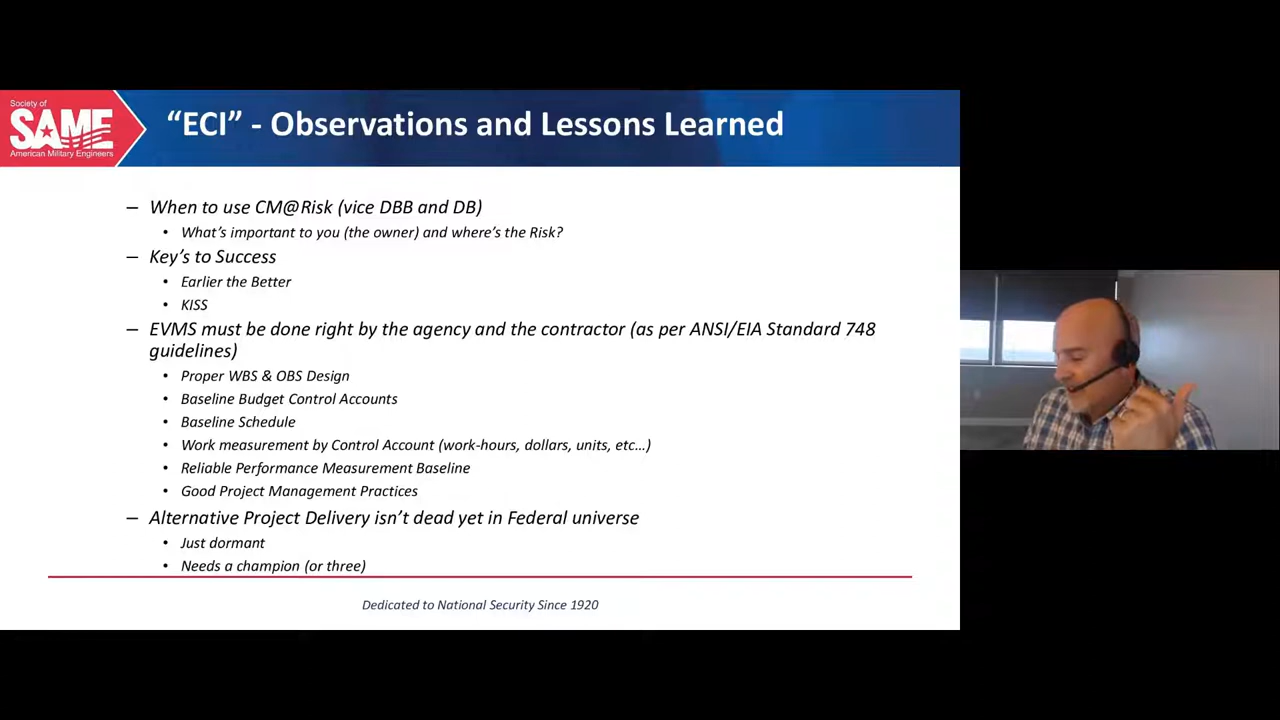 Society of
SAME
American Military Engineers
“ECI” - Observations and Lessons Learned
– When to use CM@Risk (vice DBB and DB)
• What’s important to you (the owner) and where’s the Risk?
– Key’s to Success
• Earlier the Better
• KISS
– EVMS must be done right by the agency and the contractor (as per ANSI/EIA Standard 748
guidelines)
• Proper WBS & OBS Design
• Baseline Budget Control Accounts
• Baseline Schedule
• Work measurement by Control Account (work-hours, dollars, units, etc…)
• Reliable Performance Measurement Baseline
• Good Project Management Practices
– Alternative Project Delivery isn’t dead yet in Federal universe
• Just dormant
• Needs a champion (or three)
Dedicated to National Security Since 1920